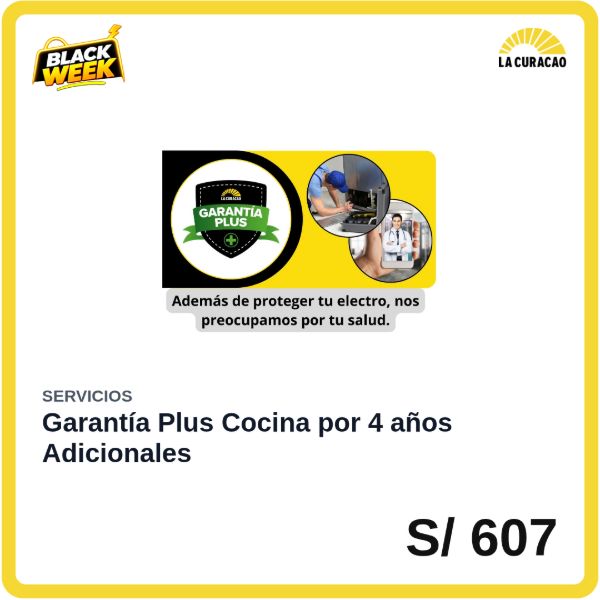 BLACK
WEEK
LA CURACAO
LA CURACAO
GARANTÍA
PLUS
Además de proteger tu electro, nos
preocupamos por tu salud.
SERVICIOS
Garantía Plus Cocina por 4 años
Adicionales
S/ 607